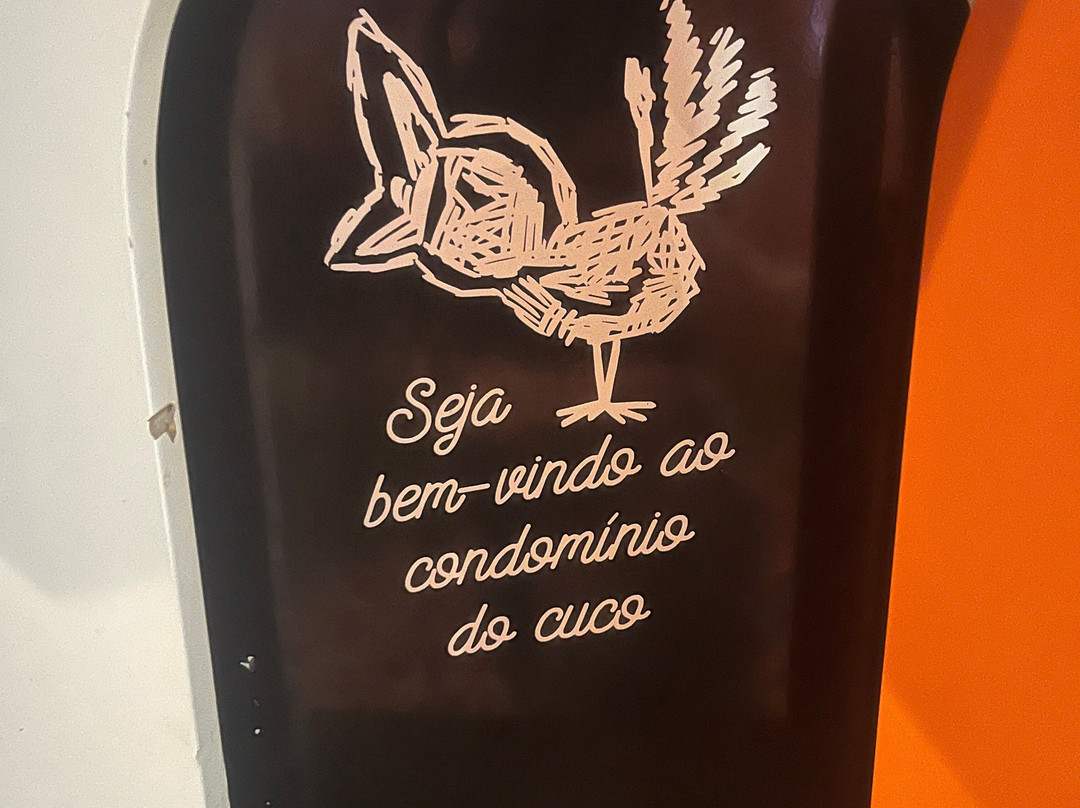 Seja
bem-vindo ao
condomínio
do cuco